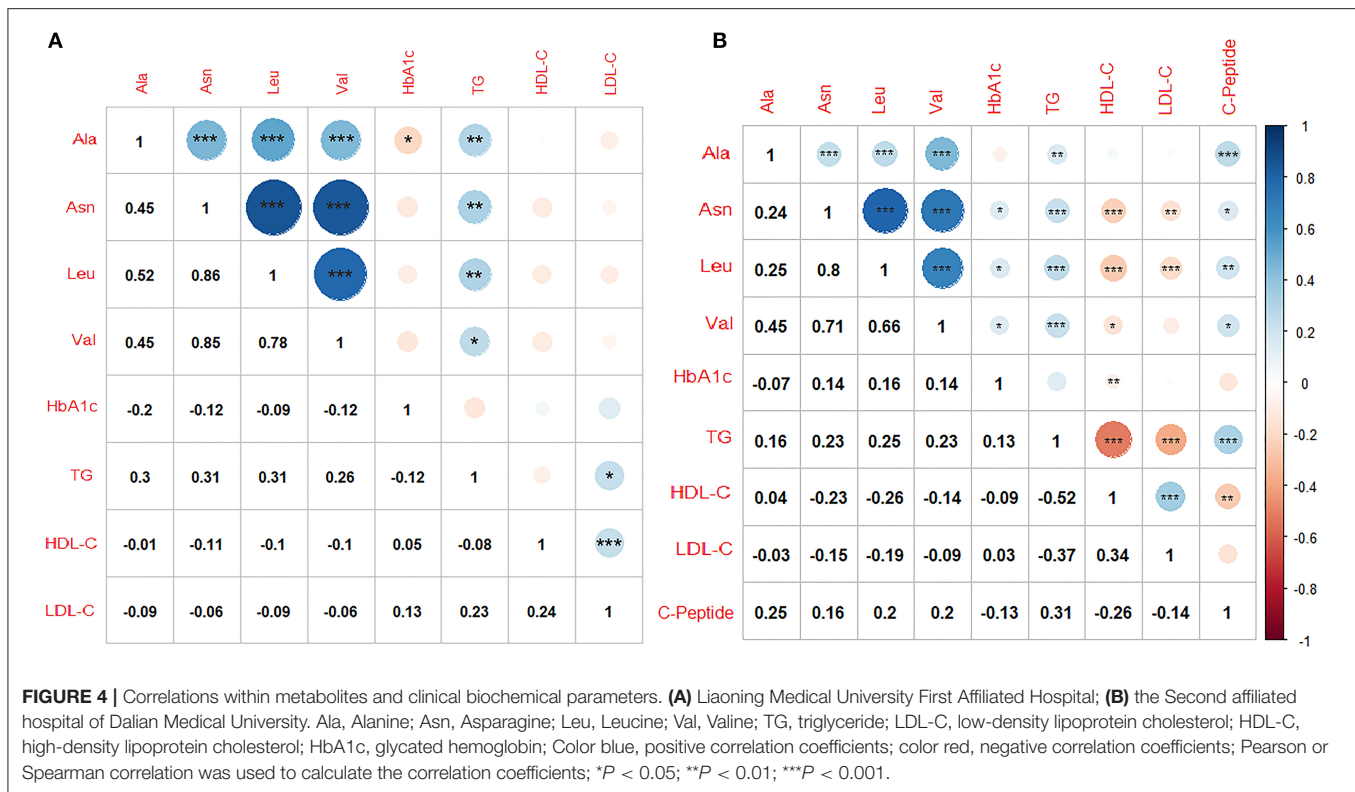 A
Ala Asn Leu Val HbA1c TG HDL-C LDL-C
Ala 1 *** *** *** * **
Asn 0.45 1 *** *** **
Leu 0.52 0.86 1 *** **
Val 0.45 0.85 0.78 1 *
HbA1c -0.2 -0.12 -0.09 -0.12 1
TG 0.3 0.31 0.31 0.26 -0.12 1 *
HDL-C -0.01 -0.11 -0.1 -0.1 0.05 -0.08 1 ***
LDL-C -0.09 -0.06 -0.09 -0.06 0.13 0.23 0.24 1
B
Ala Asn Leu Val HbA1c TG HDL-C LDL-C C-Peptide
Ala 1 *** *** *** ** ***
Asn 0.24 1 *** *** * *** *** ** *
Leu 0.25 0.8 1 *** * *** *** *** **
Val 0.45 0.71 0.66 1 * *** * *
HbA1c -0.07 0.14 0.16 0.14 1 **
TG 0.16 0.23 0.25 0.23 0.13 1 *** *** ***
HDL-C 0.04 -0.23 -0.26 -0.14 -0.09 -0.52 1 *** **
LDL-C -0.03 -0.15 -0.19 -0.09 0.03 -0.37 0.34 1
C-Peptide 0.25 0.16 0.2 0.2 -0.13 0.31 -0.26 -0.14 1
1
0.8
0.6
0.4
0.2
0
-0.2
-0.4
-0.6
-0.8
-1
FIGURE 4 | Correlations within metabolites and clinical biochemical parameters. (A) Liaoning Medical University First Affiliated Hospital; (B) the Second affiliated
hospital of Dalian Medical University. Ala, Alanine; Asn, Asparagine; Leu, Leucine; Val, Valine; TG, triglyceride; LDL-C, low-density lipoprotein cholesterol; HDL-C,
high-density lipoprotein cholesterol; HbA1c, glycated hemoglobin; Color blue, positive correlation coefficients; color red, negative correlation coefficients; Pearson or
Spearman correlation was used to calculate the correlation coefficients; *P < 0.05; **P < 0.01; ***P < 0.001.